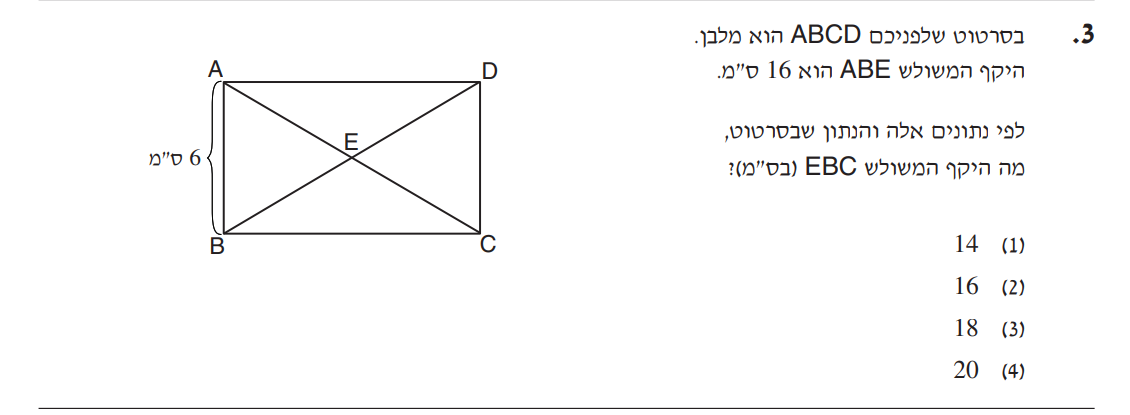 3. בסרטוט שלפניכם ABCD הוא מלבן.
היקף המשולש ABE הוא 16 ס"מ.
לפי נתונים אלה והנתון שבסרטוט,
מה היקף המשולש EBC (בס"מ)?
(1) 14
(2) 16
(3) 18
(4) 20
A
D
E
6 ס"מ
B
C